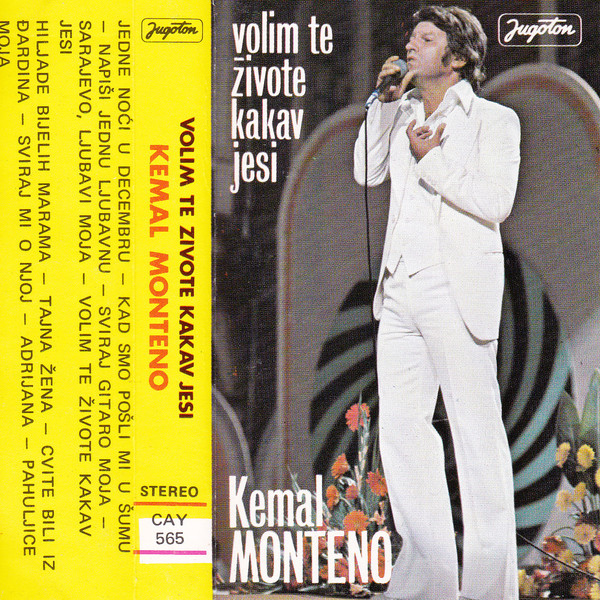 JEDNE NOĆI U DECEMBRU – KAD SMO POŠLI MI U ŠUMU
– NAPIŠI JEDNU LJUBAVNU – SVIRAJ GITARO MOJA –
SARAJEVO, LJUBAVI MOJA – VOLIM TE ŽIVOTE KAKAV
JESI
HILJADE BIJELIH MARAMA – TAJNA ŽENA – CVITE BILI IZ
ĐARDINA – SVIRAJ MI O NJOJ – ADRIJANA – PAHULJICE
MOJA
Jugoton
VOLIM TE ZIVOTE KAKAV JESI
KEMAL MONTENO
STEREO
CAY
565
Jugoton
volim te
živote
kakav
jesi
Kemal
MONTENO